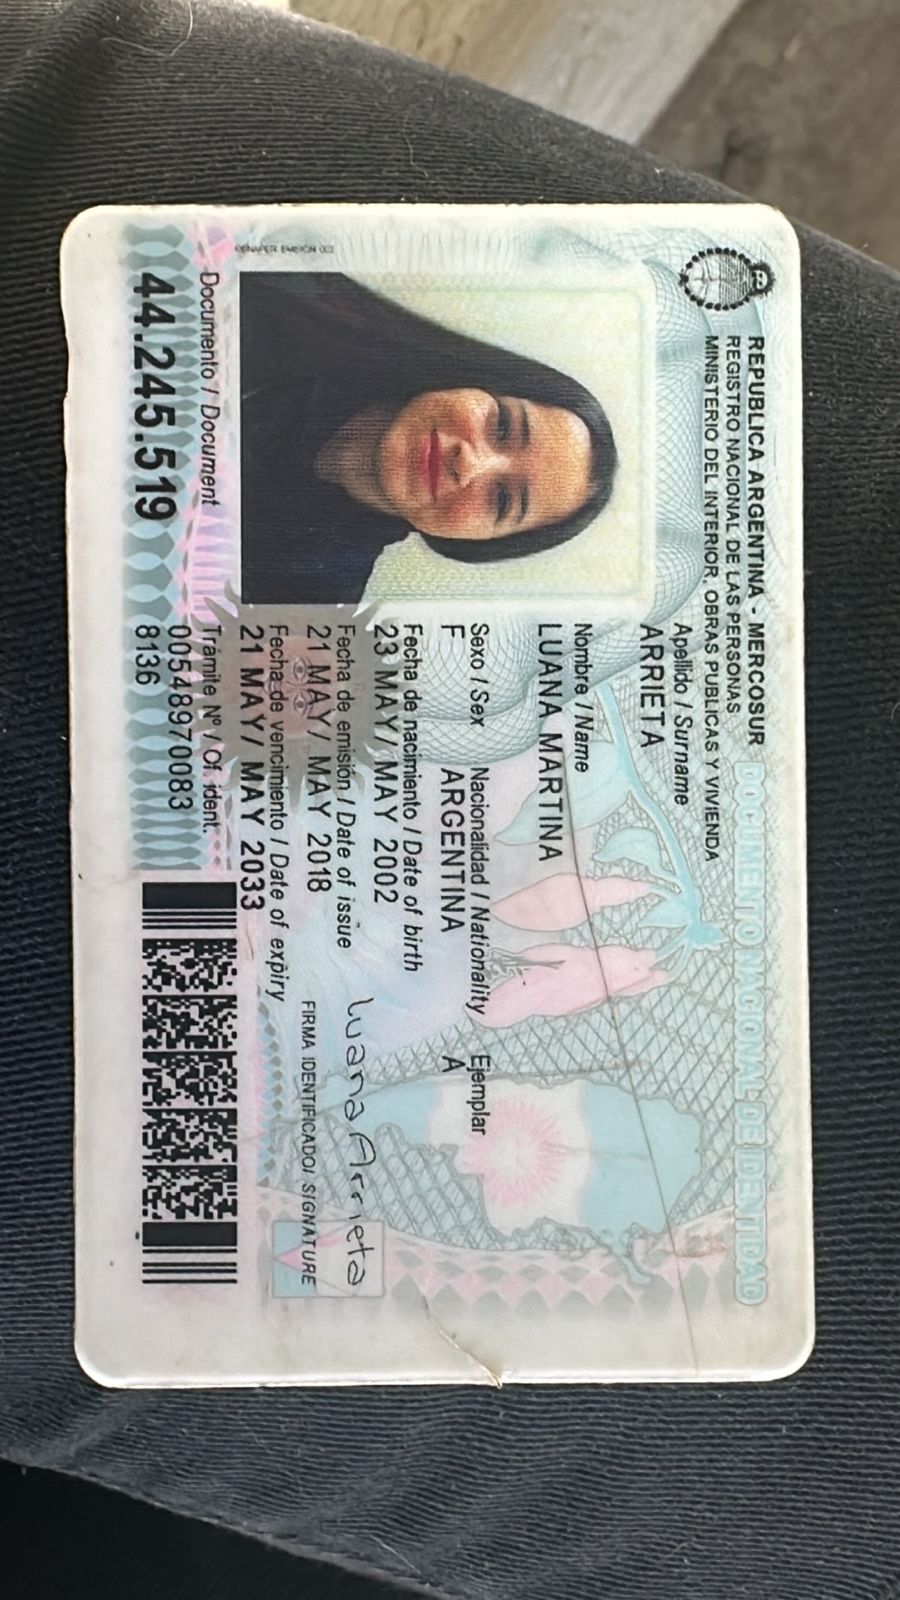 REPUBLICA ARGENTINA - MERCOSUR
REGISTRO NACIONAL DE LAS PERSONAS
MINISTERIO DEL INTERIOR, OBRAS PUBLICAS Y VIVIENDA
DOCUMENTO NACIONAL DE IDENTIDAD
Apellido / Surname
ARRIETA
Nombre / Name
LUANA MARTINA
Sexo / Sex Nacionalidad / Nationality Ejemplar
F ARGENTINA A
Fecha de nacimiento / Date of birth
23 MAY/ MAY 2002
Fecha de emisión / Date of issue
21 MAY/ MAY 2018
Fecha de vencimiento / Date of expiry
21 MAY/ MAY 2033
Luana Arrieta
FIRMA IDENTIFICADO/ SIGNATURE
Documento / Document
44.245.519
Trámite Nº / Of. ident.
00548970083
8136